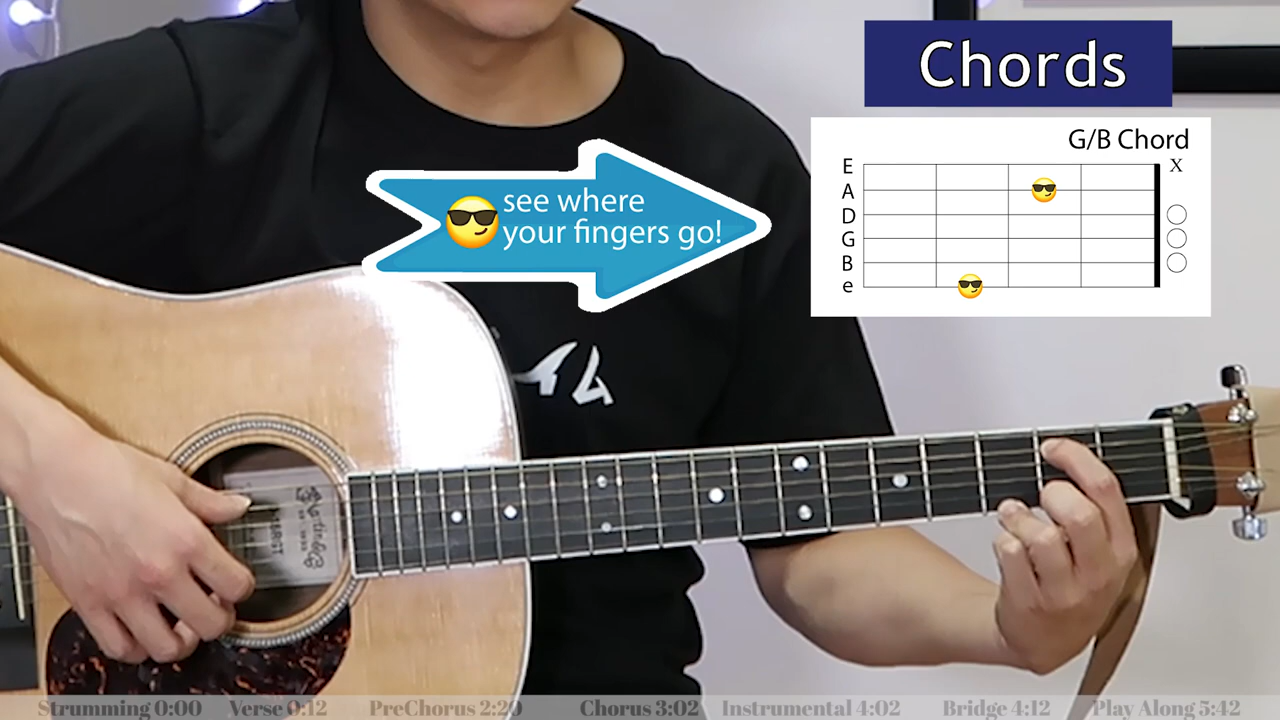 Chords
G/B Chord
E X
A
D
G
B
e
see where
your fingers go!
Strumming 0:00 Verse 0:12 PreChorus 2:20 Chorus 3:02 Instrumental 4:02 Bridge 4:12 Play Along 5:42